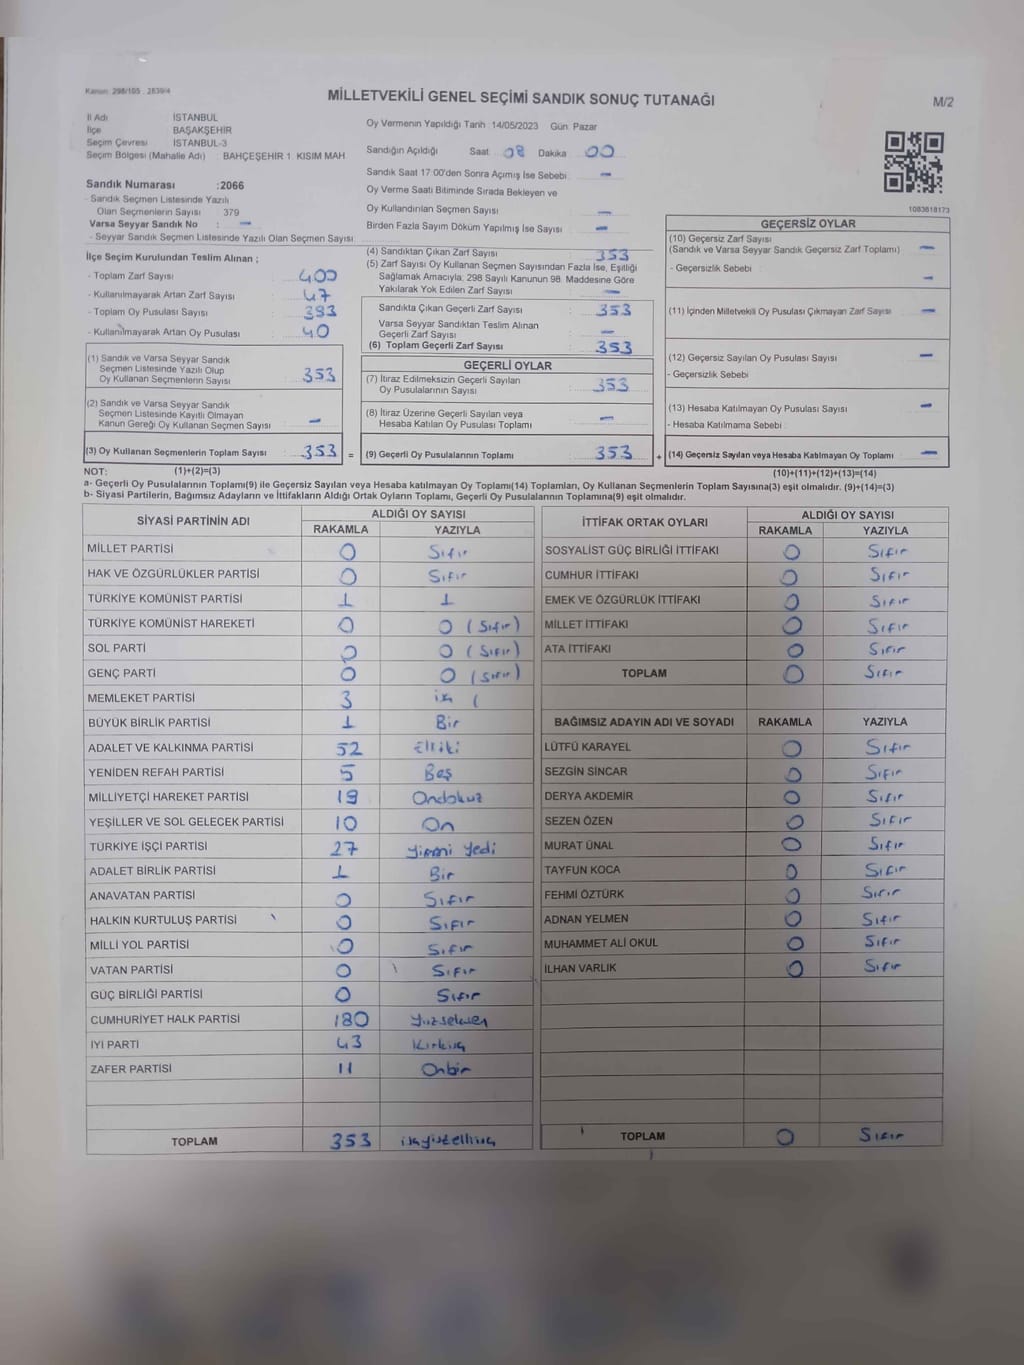 Kanun: 298/105 . 2839/4
MİLLETVEKİLİ GENEL SEÇİMİ SANDIK SONUÇ TUTANAĞI
M/2
İl Adı İSTANBUL
İlçe BAŞAKŞEHİR
Seçim Çevresi İSTANBUL-3
Seçim Bölgesi (Mahalle Adı) : BAHÇEŞEHİR 1. KISIM MAH
Sandık Numarası :2066
- Sandık Seçmen Listesinde Yazılı
Olan Seçmenlerin Sayısı 379
Varsa Seyyar Sandık No : —
- Seyyar Sandık Seçmen Listesinde Yazılı Olan Seçmen Sayısı
İlçe Seçim Kurulundan Teslim Alınan ;
- Toplam Zarf Sayısı 400
- Kullanılmayarak Artan Zarf Sayısı 47
- Toplam Oy Pusulası Sayısı 393
- Kullanılmayarak Artan Oy Pusulası 40
(1) Sandık ve Varsa Seyyar Sandık
Seçmen Listesinde Yazılı Olup
Oy Kullanan Seçmenlerin Sayısı 353
(2) Sandık ve Varsa Seyyar Sandık
Seçmen Listesinde Kayıtlı Olmayan
Kanun Gereği Oy Kullanan Seçmen Sayısı —
(3) Oy Kullanan Seçmenlerin Toplam Sayısı : 353 =
Oy Vermenin Yapıldığı Tarih :14/05/2023 Gün: Pazar
Sandığın Açıldığı Saat 08 Dakika 00
Sandık Saat 17:00'den Sonra Açımış İse Sebebi —
Oy Verme Saati Bitiminde Sırada Bekleyen ve
Oy Kullandırılan Seçmen Sayısı —
Birden Fazla Sayım Döküm Yapılmış İse Sayısı —
(4) Sandıktan Çıkan Zarf Sayısı 353
(5) Zarf Sayısı Oy Kullanan Seçmen Sayısından Fazla İse, Eşitliği
Sağlamak Amacıyla; 298 Sayılı Kanunun 98. Maddesine Göre
Yakılarak Yok Edilen Zarf Sayısı —
Sandıkta Çıkan Geçerli Zarf Sayısı : 353
Varsa Seyyar Sandıktan Teslim Alınan
Geçerli Zarf Sayısı —
(6) Toplam Geçerli Zarf Sayısı : 353
GEÇERLİ OYLAR
(7) İtiraz Edilmeksizin Geçerli Sayılan
Oy Pusulalarının Sayısı : 353
(8) İtiraz Üzerine Geçerli Sayılan veya
Hesaba Katılan Oy Pusulası Toplamı : —
(9) Geçerli Oy Pusulalarının Toplamı : 353 +
1083818173
GEÇERSİZ OYLAR
(10) Geçersiz Zarf Sayısı
(Sandık ve Varsa Seyyar Sandık Geçersiz Zarf Toplamı) —
- Geçersizlik Sebebi : —
(11) İçinden Milletvekili Oy Pusulası Çıkmayan Zarf Sayısı —
(12) Geçersiz Sayılan Oy Pusulası Sayısı —
- Geçersizlik Sebebi
(13) Hesaba Katılmayan Oy Pusulası Sayısı —
- Hesaba Katılmama Sebebi
(14) Geçersiz Sayılan veya Hesaba Katılmayan Oy Toplamı —
NOT: (1)+(2)=(3) (10)+(11)+(12)+(13)=(14)
a- Geçerli Oy Pusulalarının Toplamı(9) ile Geçersiz Sayılan veya Hesaba katılmayan Oy Toplamı(14) Toplamları, Oy Kullanan Seçmenlerin Toplam Sayısına(3) eşit olmalıdır. (9)+(14)=(3)
b- Siyasi Partilerin, Bağımsız Adayların ve İttifakların Aldığı Ortak Oyların Toplamı, Geçerli Oy Pusulalarının Toplamına(9) eşit olmalıdır.
SİYASİ PARTİNİN ADI ALDIĞI OY SAYISI
RAKAMLA YAZIYLA
MİLLET PARTİSİ 0 Sıfır
HAK VE ÖZGÜRLÜKLER PARTİSİ 0 Sıfır
TÜRKİYE KOMÜNİST PARTİSİ 1 1
TÜRKİYE KOMÜNİST HAREKETİ 0 0 (Sıfır)
SOL PARTİ 0 0 (Sıfır)
GENÇ PARTİ 0 0 (Sıfır)
MEMLEKET PARTİSİ 3
BÜYÜK BİRLİK PARTİSİ 1 Bir
ADALET VE KALKINMA PARTİSİ 52 Elliiki
YENİDEN REFAH PARTİSİ 5 Beş
MİLLİYETÇİ HAREKET PARTİSİ 19 Ondokuz
YEŞİLLER VE SOL GELECEK PARTİSİ 10 On
TÜRKİYE İŞÇİ PARTİSİ 27 Yirmi Yedi
ADALET BİRLİK PARTİSİ 1 Bir
ANAVATAN PARTİSİ 0 Sıfır
HALKIN KURTULUŞ PARTİSİ 0 Sıfır
MİLLİ YOL PARTİSİ 0 Sıfır
VATAN PARTİSİ 0 Sıfır
GÜÇ BİRLİĞİ PARTİSİ 0 Sıfır
CUMHURİYET HALK PARTİSİ 180 Yüzseksen
İYİ PARTİ 43 Kırküç
ZAFER PARTİSİ 11 Onbir
TOPLAM 353 üçyüzelliüç
İTTİFAK ORTAK OYLARI ALDIĞI OY SAYISI
RAKAMLA YAZIYLA
SOSYALİST GÜÇ BİRLİĞİ İTTİFAKI 0 Sıfır
CUMHUR İTTİFAKI 0 Sıfır
EMEK VE ÖZGÜRLÜK İTTİFAKI 0 Sıfır
MİLLET İTTİFAKI 0 Sıfır
ATA İTTİFAKI 0 Sıfır
TOPLAM 0 Sıfır
BAĞIMSIZ ADAYIN ADI VE SOYADI RAKAMLA YAZIYLA
LÜTFÜ KARAYEL 0 Sıfır
SEZGİN SİNCAR 0 Sıfır
DERYA AKDEMİR 0 Sıfır
SEZEN ÖZEN 0 Sıfır
MURAT ÜNAL 0 Sıfır
TAYFUN KOCA 0 Sıfır
FEHMİ ÖZTÜRK 0 Sıfır
ADNAN YELMEN 0 Sıfır
MUHAMMET ALİ OKUL 0 Sıfır
İLHAN VARLIK 0 Sıfır
TOPLAM 0 Sıfır